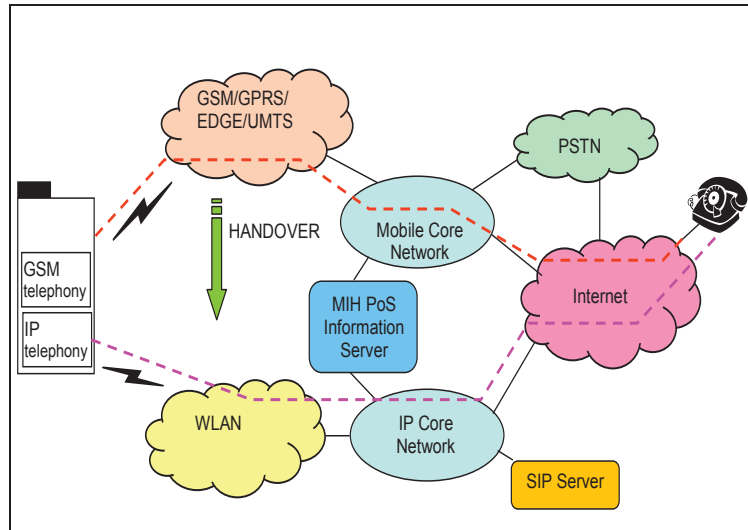 GSM/GPRS/
EDGE/UMTS
PSTN
HANDOVER
Mobile Core
Network
GSM
telephony
IP
telephony
MIH PoS
Information
Server
Internet
WLAN
IP Core
Network
SIP Server